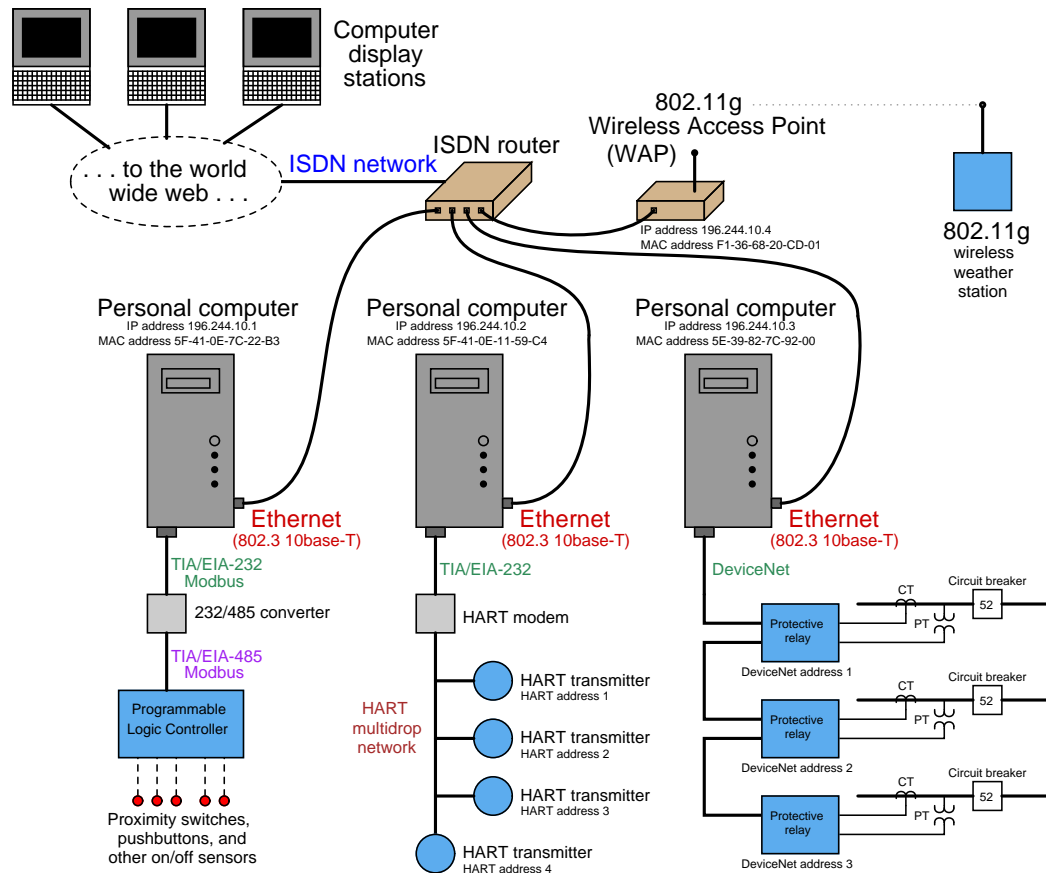 Computer
display
stations
802.11g
Wireless Access Point
(WAP)
ISDN router
ISDN network
. . . to the world
wide web . . .
IP address 196.244.10.4
MAC address F1-36-68-20-CD-01
802.11g
wireless
weather
station
Personal computer
IP address 196.244.10.1
MAC address 5F-41-0E-7C-22-B3
Personal computer
IP address 196.244.10.2
MAC address 5F-41-0E-11-59-C4
Personal computer
IP address 196.244.10.3
MAC address 5E-39-82-7C-92-00
Ethernet
(802.3 10base-T)
Ethernet
(802.3 10base-T)
Ethernet
(802.3 10base-T)
TIA/EIA-232
Modbus
232/485 converter
TIA/EIA-485
Modbus
Programmable
Logic Controller
Proximity switches,
pushbuttons, and
other on/off sensors
TIA/EIA-232
HART modem
HART
multidrop
network
HART transmitter
HART address 1
HART transmitter
HART address 2
HART transmitter
HART address 3
HART transmitter
HART address 4
DeviceNet
Protective
relay
DeviceNet address 1
CT
PT
Circuit breaker
52
Protective
relay
DeviceNet address 2
CT
PT
Circuit breaker
52
Protective
relay
DeviceNet address 3
CT
PT
Circuit breaker
52